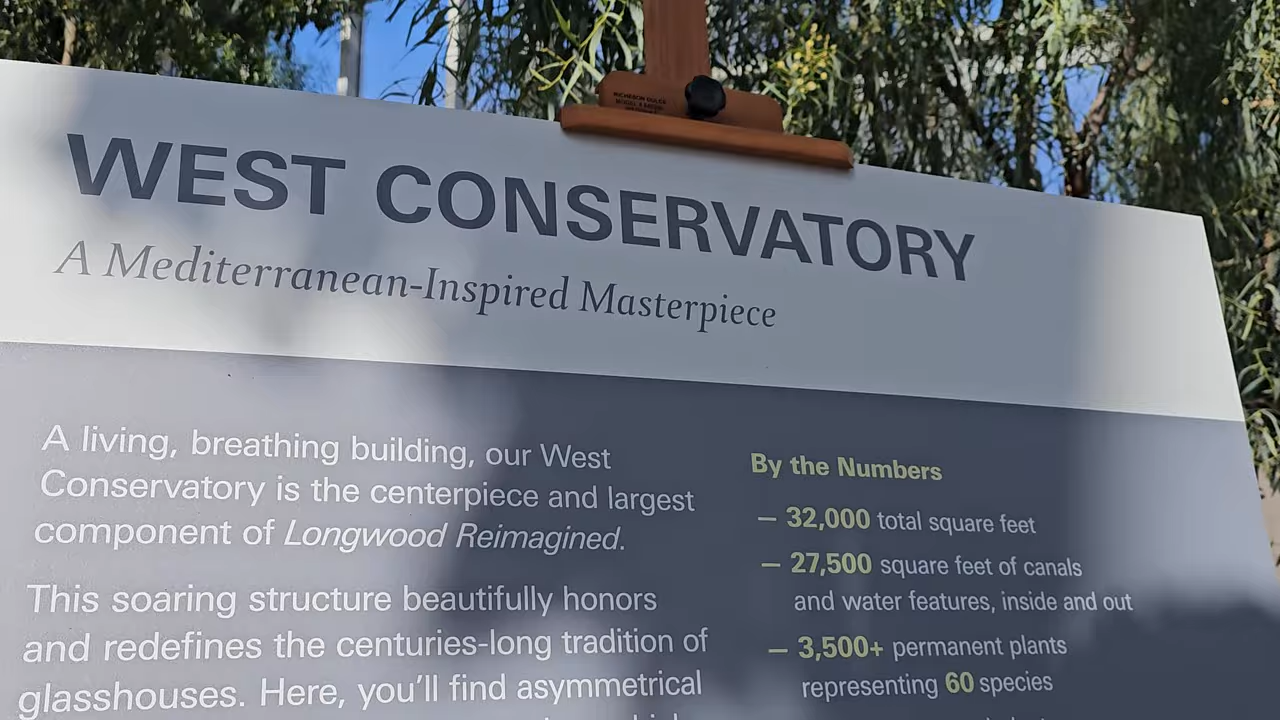 WEST CONSERVATORY
A Mediterranean-Inspired Masterpiece
A living, breathing building, our West
Conservatory is the centerpiece and largest
component of Longwood Reimagined.
This soaring structure beautifully honors
and redefines the centuries-long tradition of
glasshouses. Here, you'll find asymmetrical
By the Numbers
— 32,000 total square feet
— 27,500 square feet of canals
and water features, inside and out
— 3,500+ permanent plants
representing 60 species